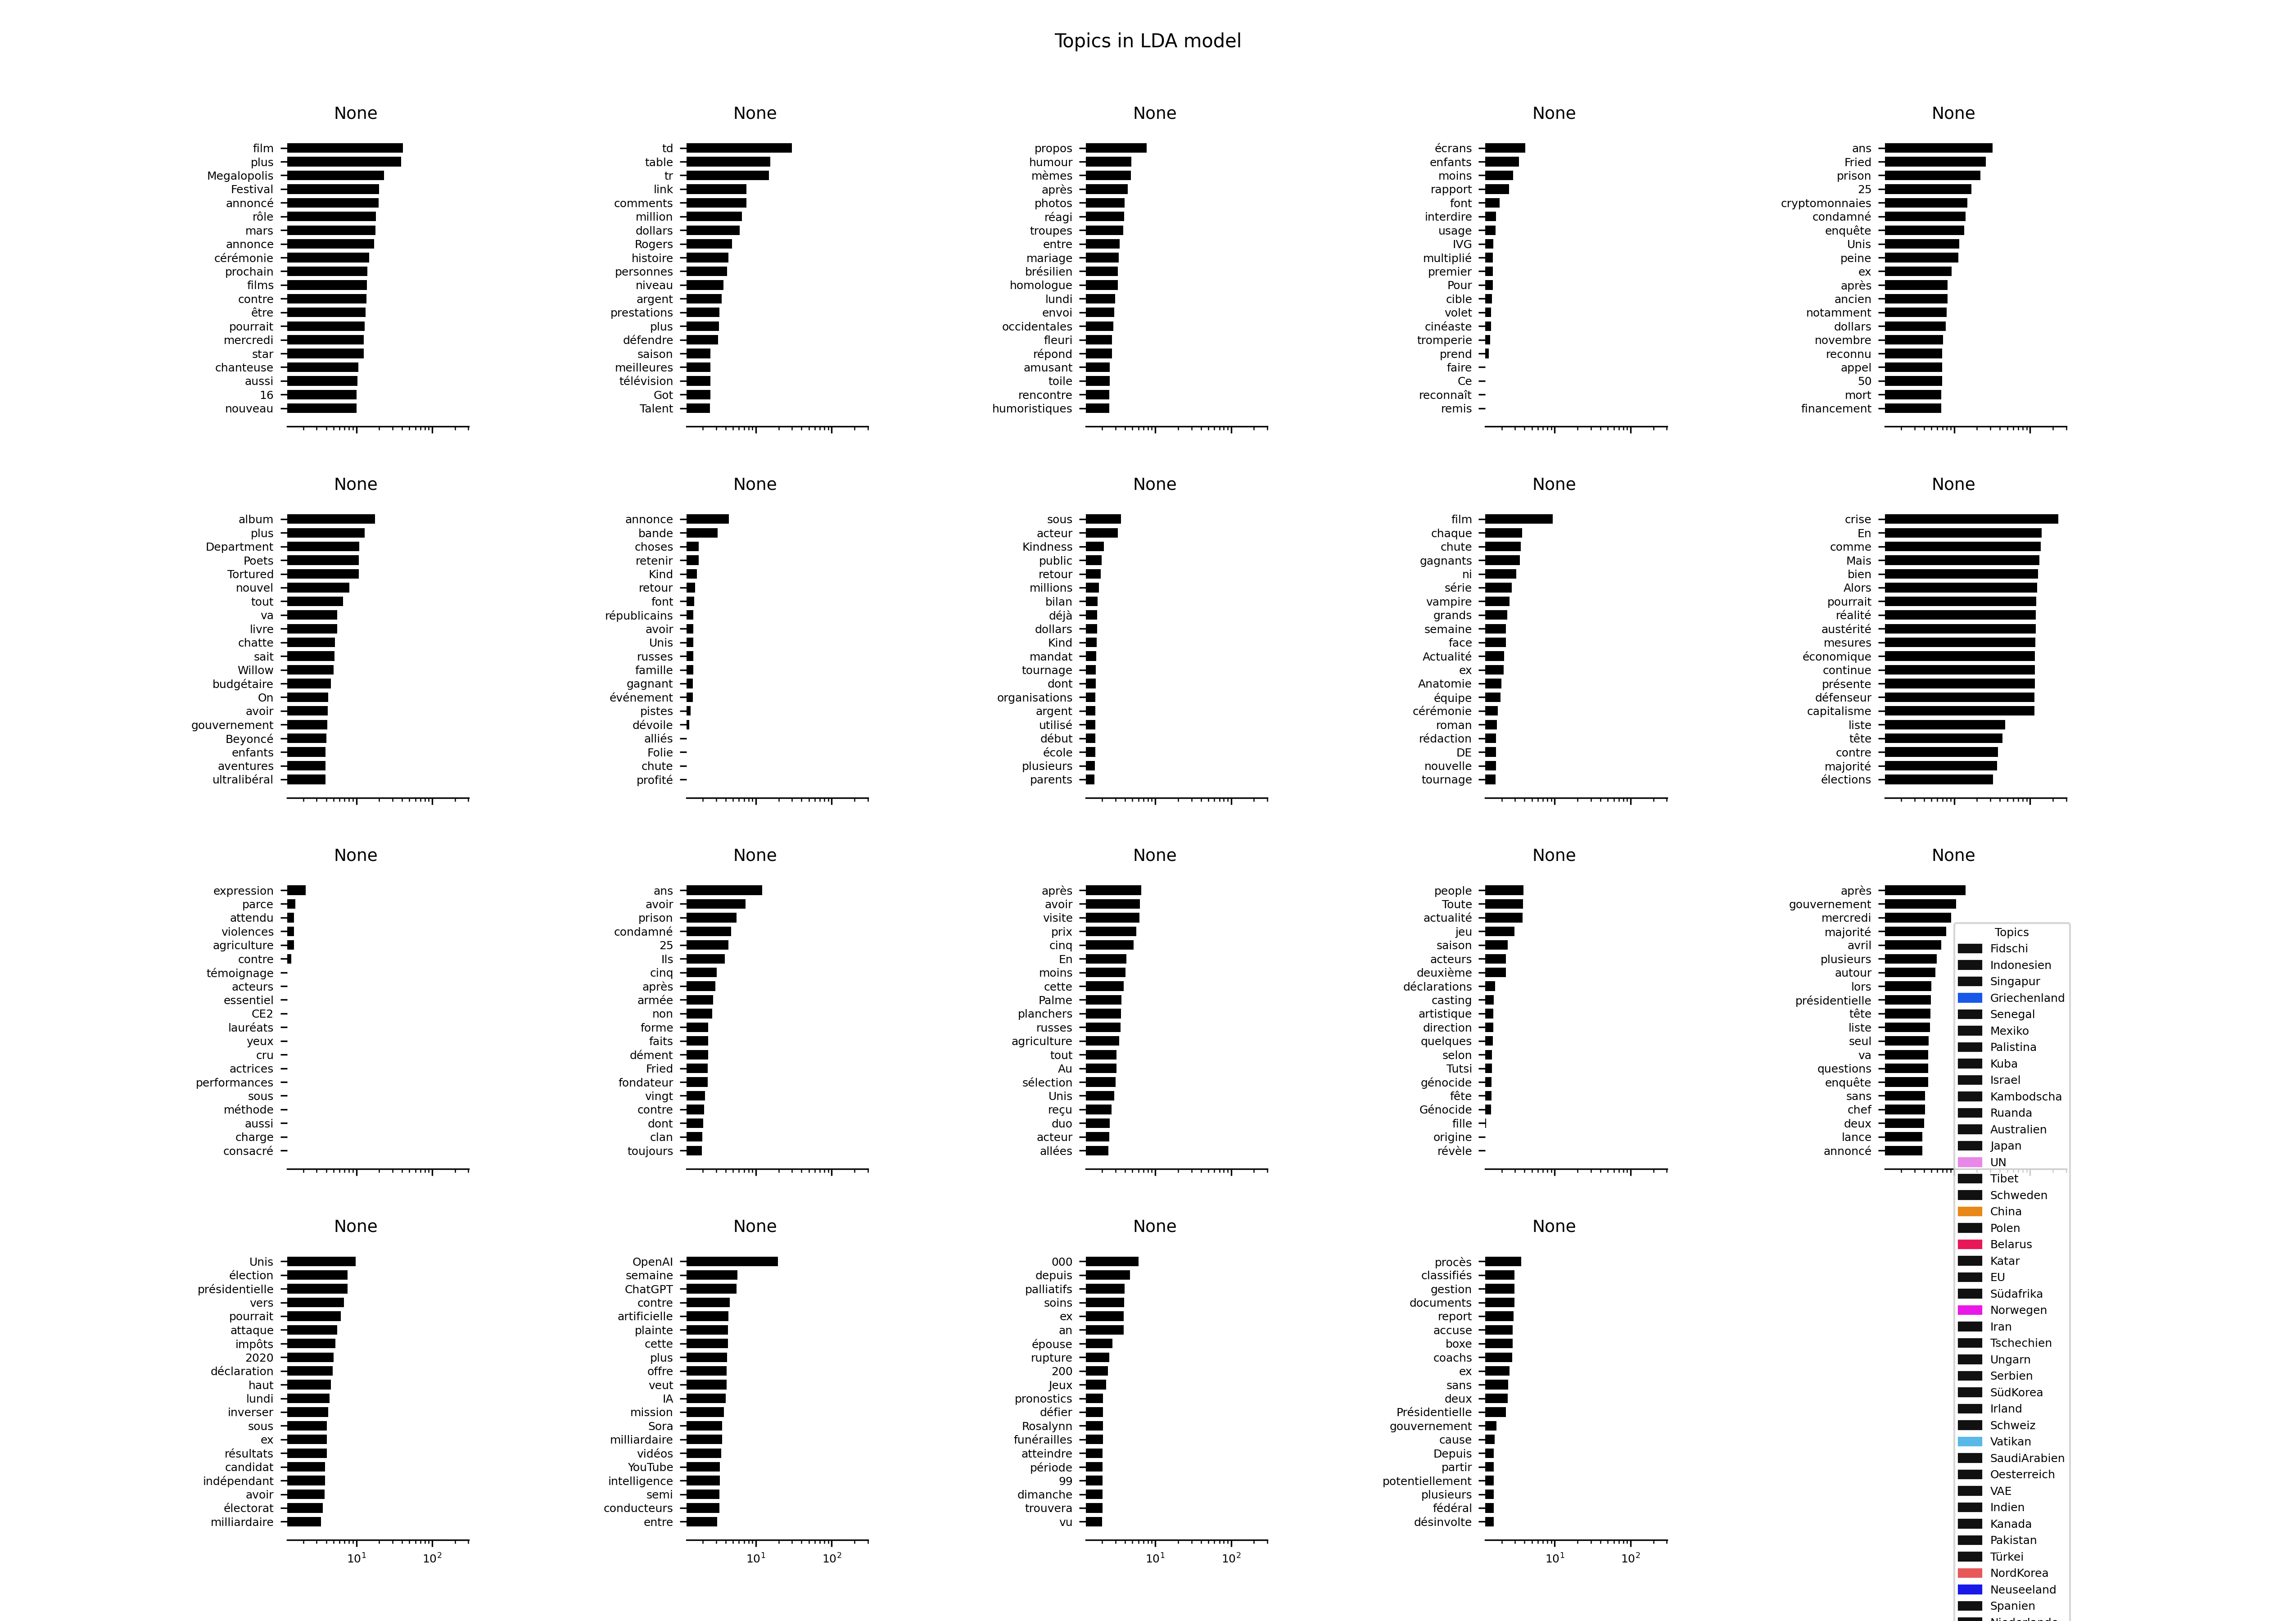 Topics in LDA model
None
film
plus
Megalopolis
Festival
annoncé
rôle
mars
annonce
cérémonie
prochain
films
contre
être
pourrait
mercredi
star
chanteuse
aussi
16
nouveau
None
td
table
tr
link
comments
million
dollars
Rogers
histoire
personnes
niveau
argent
prestations
plus
défendre
saison
meilleures
télévision
Got
Talent
None
propos
humour
mèmes
après
photos
réagi
troupes
entre
mariage
brésilien
homologue
lundi
envoi
occidentales
fleuri
répond
amusant
toile
rencontre
humoristiques
None
écrans
enfants
moins
rapport
font
interdire
usage
IVG
multiplié
premier
Pour
cible
volet
cinéaste
tromperie
prend
faire
Ce
reconnaît
remis
None
ans
Fried
prison
25
cryptomonnaies
condamné
enquête
Unis
peine
ex
après
ancien
notamment
dollars
novembre
reconnu
appel
50
mort
financement
None
album
plus
Department
Poets
Tortured
nouvel
tout
va
livre
chatte
sait
Willow
budgétaire
On
avoir
gouvernement
Beyoncé
enfants
aventures
ultralibéral
None
annonce
bande
choses
retenir
Kind
retour
font
républicains
avoir
Unis
russes
famille
gagnant
événement
pistes
dévoile
alliés
Folie
chute
profité
None
sous
acteur
Kindness
public
retour
millions
bilan
déjà
dollars
Kind
mandat
tournage
dont
organisations
argent
utilisé
début
école
plusieurs
parents
None
film
chaque
chute
gagnants
ni
série
vampire
grands
semaine
face
Actualité
ex
Anatomie
équipe
cérémonie
roman
rédaction
DE
nouvelle
tournage
None
crise
En
comme
Mais
bien
Alors
pourrait
réalité
austérité
mesures
économique
continue
présente
défenseur
capitalisme
liste
tête
contre
majorité
élections
None
expression
parce
attendu
violences
agriculture
contre
témoignage
acteurs
essentiel
CE2
lauréats
yeux
cru
actrices
performances
sous
méthode
aussi
charge
consacré
None
ans
avoir
prison
condamné
25
Ils
cinq
après
armée
non
forme
faits
dément
Fried
fondateur
vingt
contre
dont
clan
toujours
None
après
avoir
visite
prix
cinq
En
moins
cette
Palme
planchers
russes
agriculture
tout
Au
sélection
Unis
reçu
duo
acteur
allées
None
people
Toute
actualité
jeu
saison
acteurs
deuxième
déclarations
casting
artistique
direction
quelques
selon
Tutsi
génocide
fête
Génocide
fille
origine
révèle
None
après
gouvernement
mercredi
majorité
avril
plusieurs
autour
lors
présidentielle
tête
liste
seul
va
questions
enquête
sans
chef
deux
lance
annoncé
None
Unis
élection
présidentielle
vers
pourrait
attaque
impôts
2020
déclaration
haut
lundi
inverser
sous
ex
résultats
candidat
indépendant
avoir
électorat
milliardaire
10¹ 10²
None
OpenAI
semaine
ChatGPT
contre
artificielle
plainte
cette
plus
offre
veut
IA
mission
Sora
milliardaire
vidéos
YouTube
intelligence
semi
conducteurs
entre
10¹ 10²
None
000
depuis
palliatifs
soins
ex
an
épouse
rupture
200
Jeux
pronostics
défier
Rosalynn
funérailles
atteindre
période
99
dimanche
trouvera
vu
10¹ 10²
None
procès
classifiés
gestion
documents
report
accuse
boxe
coachs
ex
sans
deux
Présidentielle
gouvernement
cause
Depuis
partir
potentiellement
plusieurs
fédéral
désinvolte
10¹ 10²
Topics
Fidschi
Indonesien
Singapur
Griechenland
Senegal
Mexiko
Palistina
Kuba
Israel
Kambodscha
Ruanda
Australien
Japan
UN
Tibet
Schweden
China
Polen
Belarus
Katar
EU
Südafrika
Norwegen
Iran
Tschechien
Ungarn
Serbien
SüdKorea
Irland
Schweiz
Vatikan
SaudiArabien
Oesterreich
VAE
Indien
Kanada
Pakistan
Türkei
NordKorea
Neuseeland
Spanien